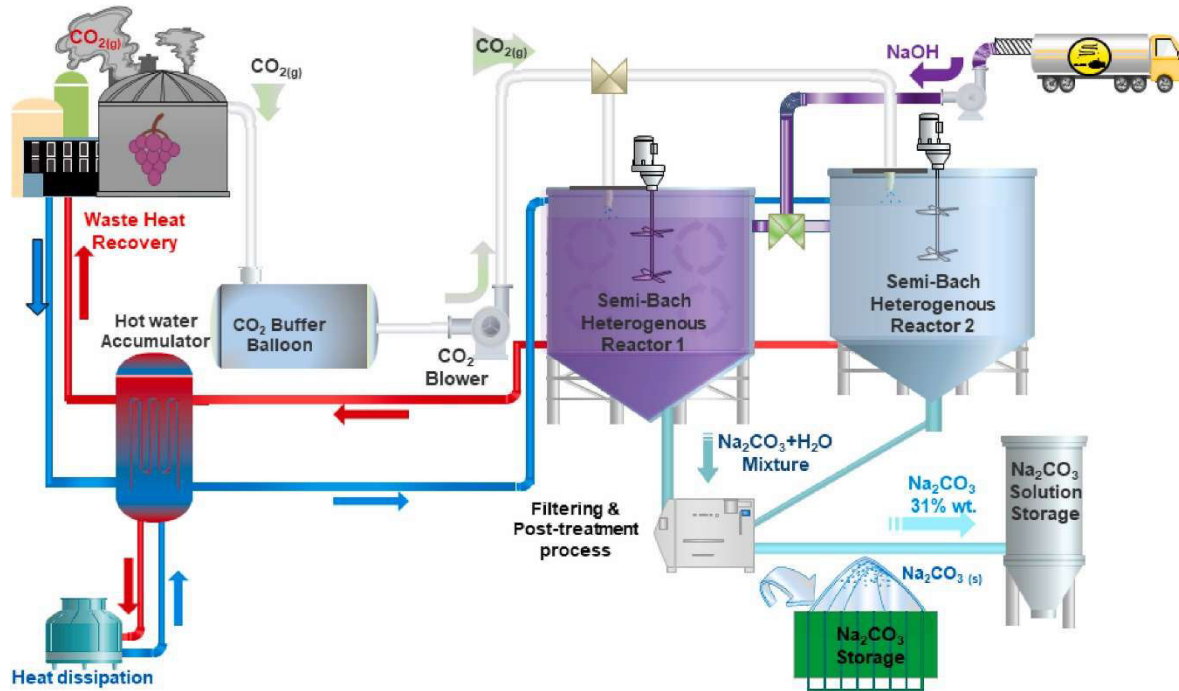 CO2(g)
CO2(g)
CO2(g)
NaOH
Waste Heat
Recovery
Hot water
Accumulator
CO2 Buffer
Balloon
CO2
Blower
Semi-Bach
Heterogenous
Reactor 1
Semi-Bach
Heterogenous
Reactor 2
Na2CO3+H2O
Mixture
Filtering &
Post-treatment
process
Na2CO3
31% wt.
Na2CO3
Solution
Storage
Na2CO3 (s)
Na2CO3
Storage
Heat dissipation